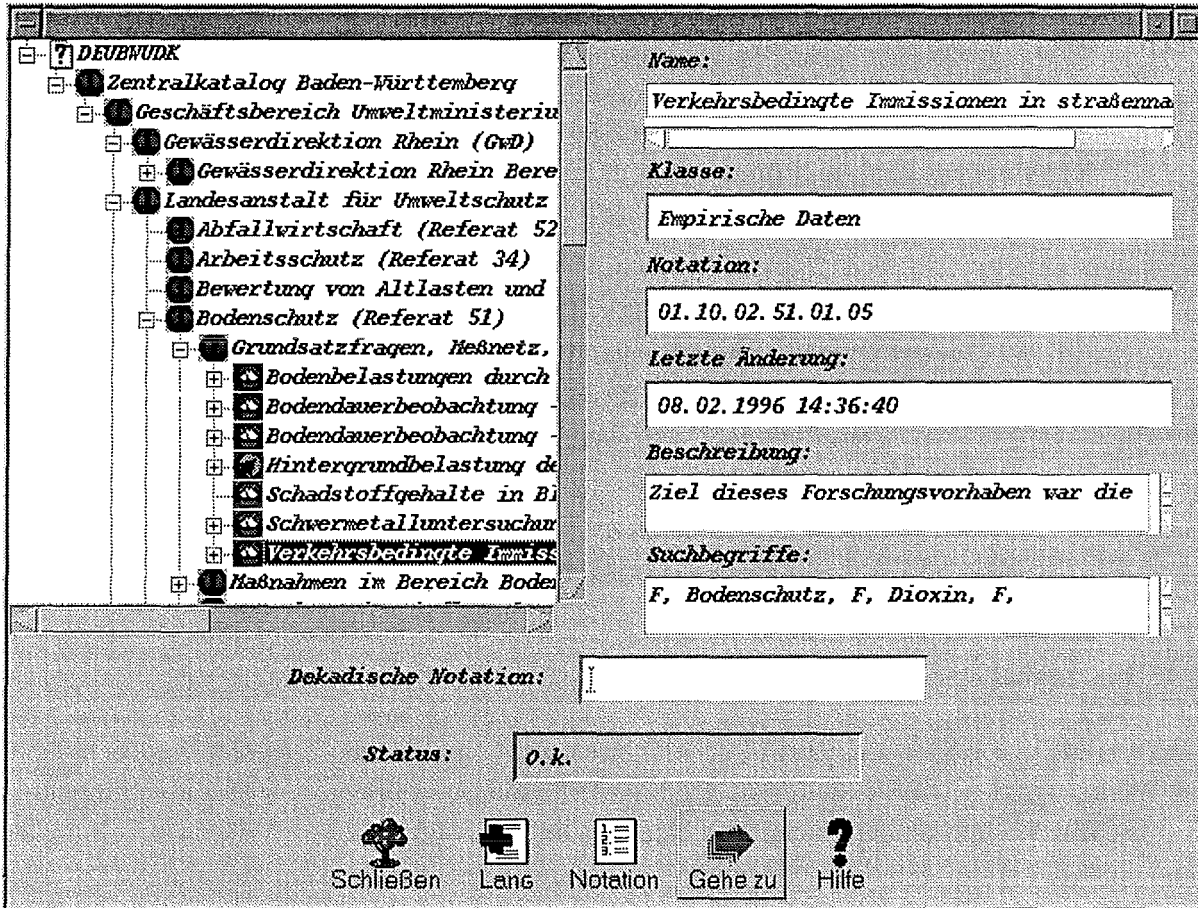 DEUBWUDK
Zentralkatalog Baden-Württemberg
Geschäftsbereich Umweltministeriu
Gewässerdirektion Rhein (GwD)
Gewässerdirektion Rhein Bere
Landesanstalt für Umweltschutz
Abfallwirtschaft (Referat 52
Arbeitsschutz (Referat 34)
Bewertung von Altlasten und
Bodenschutz (Referat 51)
Grundsatzfragen, Meßnetz,
Bodenbelastungen durch
Bodendauerbeobachtung -
Bodendauerbeobachtung -
Hintergrundbelastung de
Schadstoffgehalte in Bi
Schwermetalluntersuchun
Verkehrsbedingte Immiss
Maßnahmen im Bereich Boden
Name:
Verkehrsbedingte Immissionen in straßenna
Klasse:
Empirische Daten
Notation:
01.10.02.51.01.05
Letzte Änderung:
08.02.1996 14:36:40
Beschreibung:
Ziel dieses Forschungsvorhaben war die
Suchbegriffe:
F, Bodenschutz, F, Dioxin, F,
Dekadische Notation:
Status:
O.k.
Schließen
Lang
Notation
Gehe zu
Hilfe